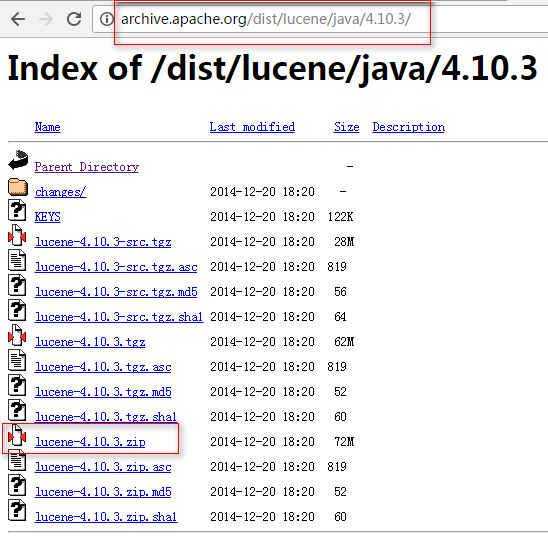 archive.apache.org/dist/lucene/java/4.10.3/
Index of /dist/lucene/java/4.10.3
Name Last modified Size Description
Parent Directory -
changes/ 2014-12-20 18:20 -
KEYS 2014-12-20 18:20 122K
lucene-4.10.3-src.tgz 2014-12-20 18:20 28M
lucene-4.10.3-src.tgz.asc 2014-12-20 18:20 819
lucene-4.10.3-src.tgz.md5 2014-12-20 18:20 56
lucene-4.10.3-src.tgz.sha1 2014-12-20 18:20 64
lucene-4.10.3.tgz 2014-12-20 18:20 62M
lucene-4.10.3.tgz.asc 2014-12-20 18:20 819
lucene-4.10.3.tgz.md5 2014-12-20 18:20 52
lucene-4.10.3.tgz.sha1 2014-12-20 18:20 60
lucene-4.10.3.zip 2014-12-20 18:20 72M
lucene-4.10.3.zip.asc 2014-12-20 18:20 819
lucene-4.10.3.zip.md5 2014-12-20 18:20 52
lucene-4.10.3.zip.sha1 2014-12-20 18:20 60